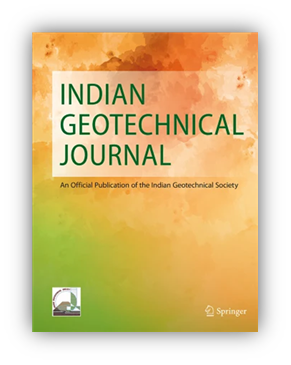 INDIAN
GEOTECHNICAL
JOURNAL
An Official Publication of the Indian Geotechnical Society
Springer